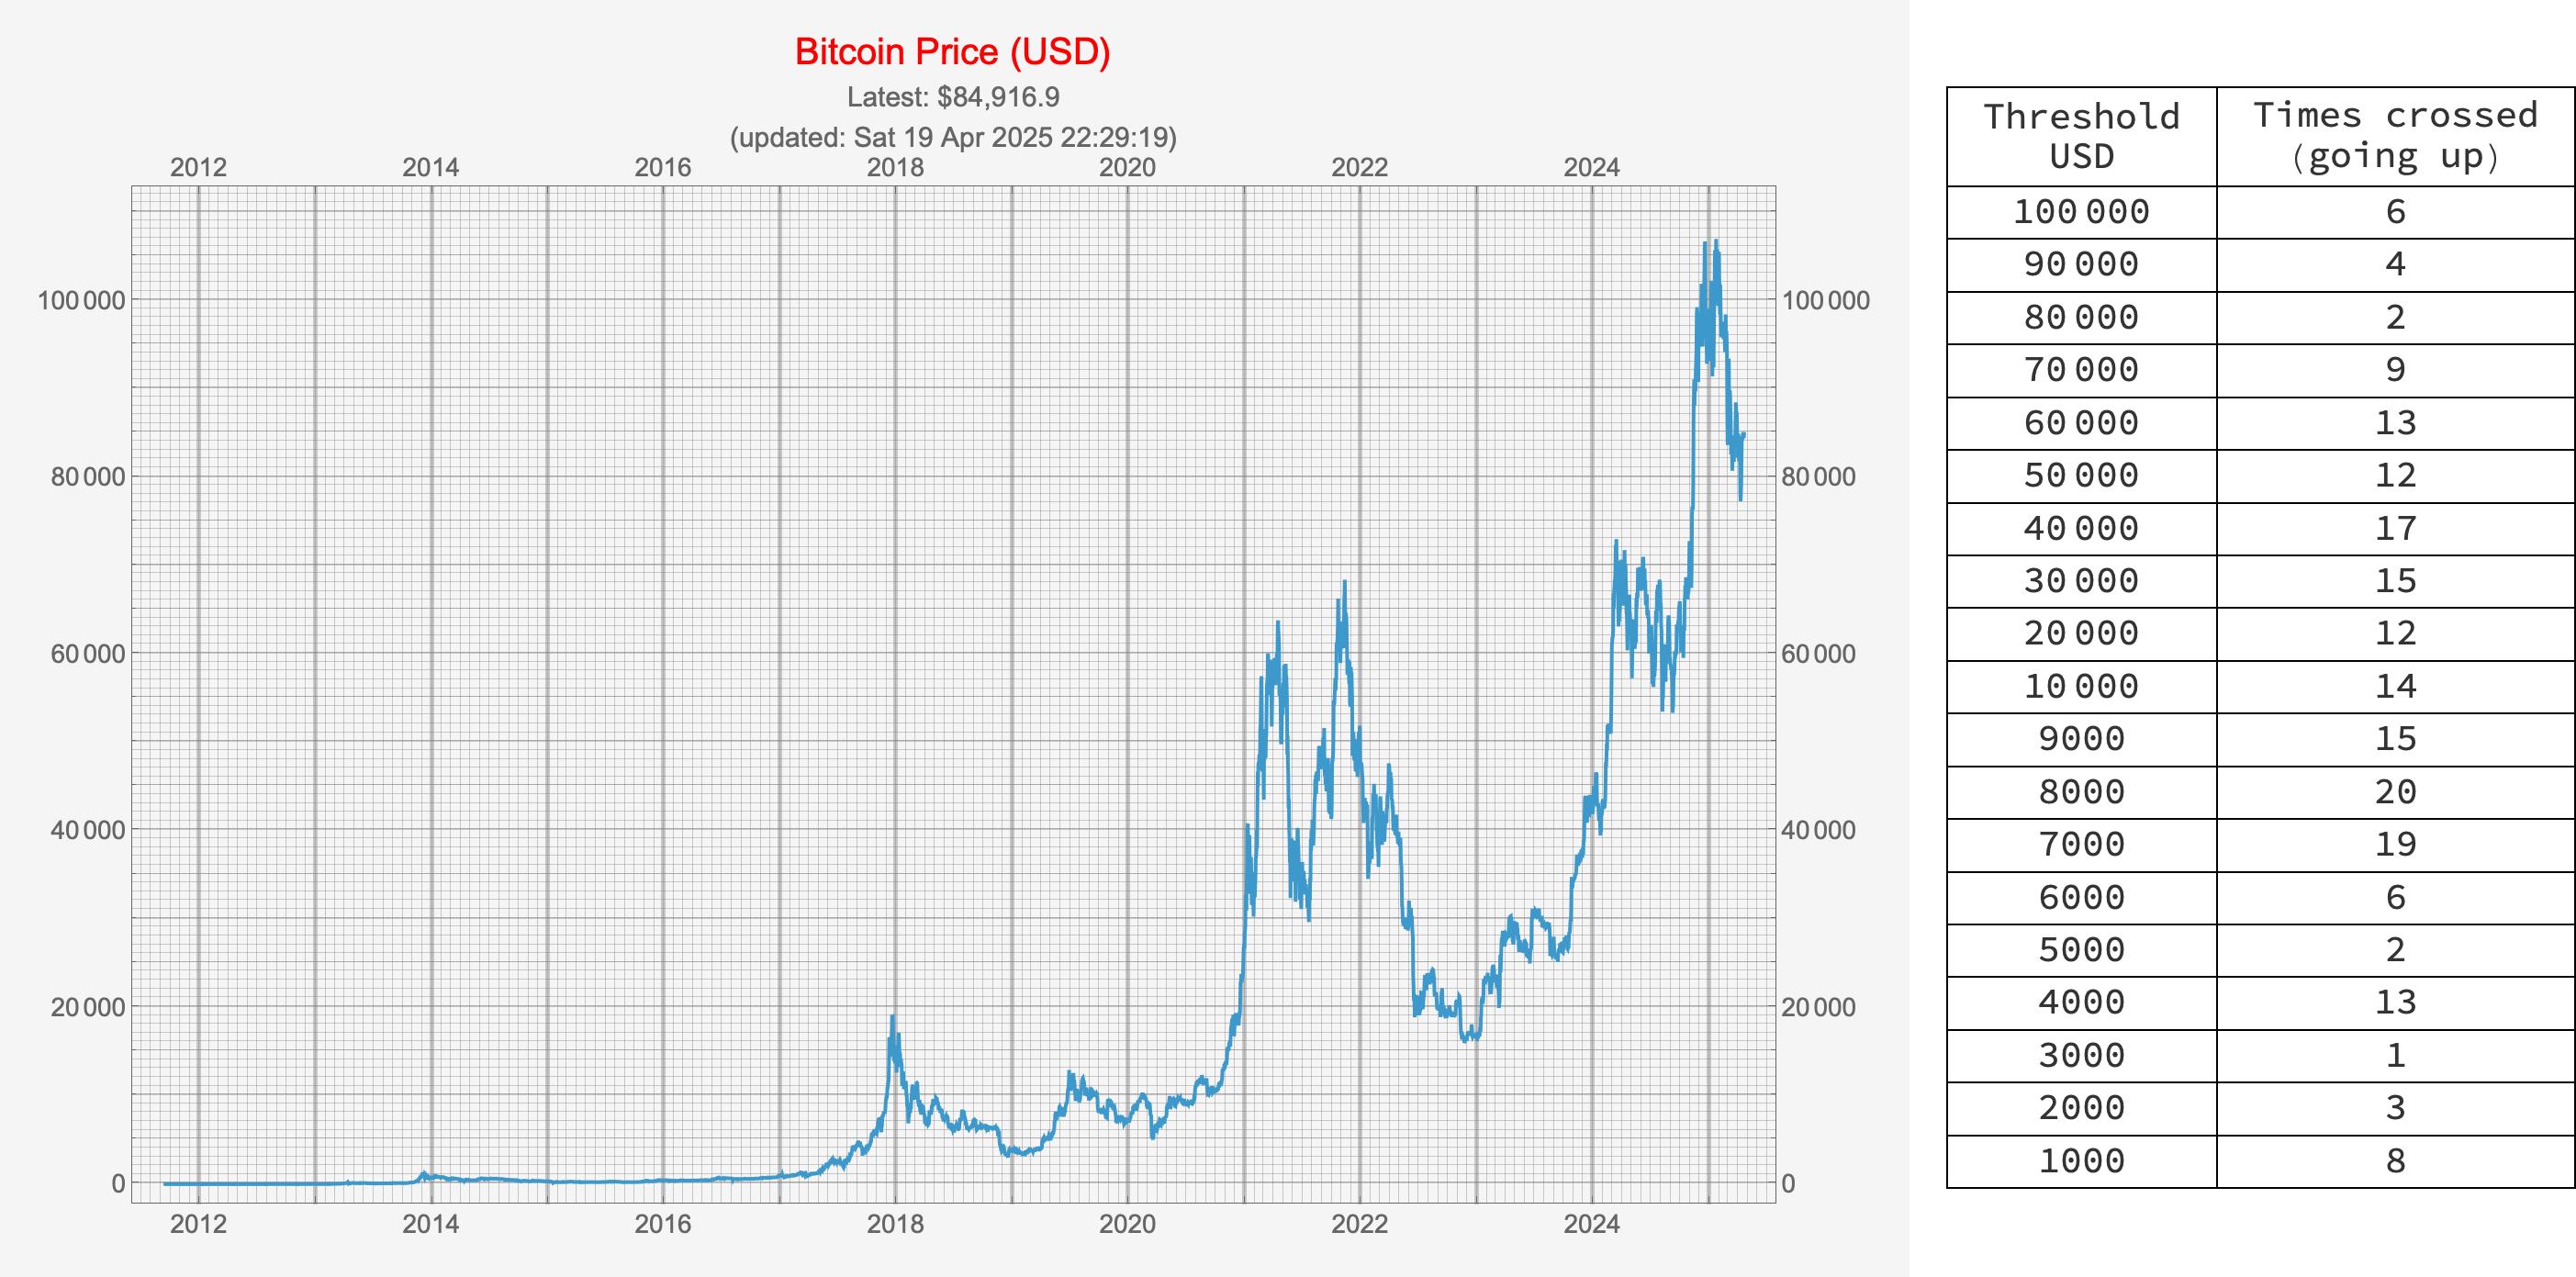 Bitcoin Price (USD)
Latest: $84,916.9
(updated: Sat 19 Apr 2025 22:29:19)
2012 2014 2016 2018 2020 2022 2024
100 000 100 000
80 000 80 000
60 000 60 000
40 000 40 000
20 000 20 000
0 0
2012 2014 2016 2018 2020 2022 2024
Threshold Times crossed
USD (going up)
100 000 6
90 000 4
80 000 2
70 000 9
60 000 13
50 000 12
40 000 17
30 000 15
20 000 12
10 000 14
9000 15
8000 20
7000 19
6000 6
5000 2
4000 13
3000 1
2000 3
1000 8